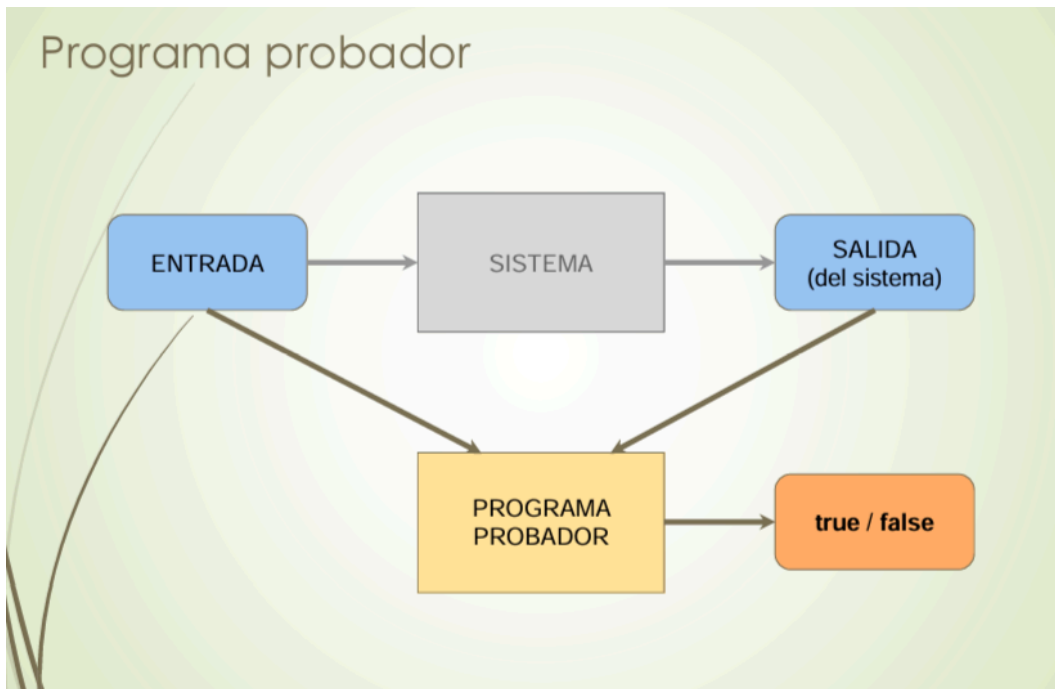 Programa probador
ENTRADA
SISTEMA
SALIDA
(del sistema)
PROGRAMA
PROBADOR
true / false